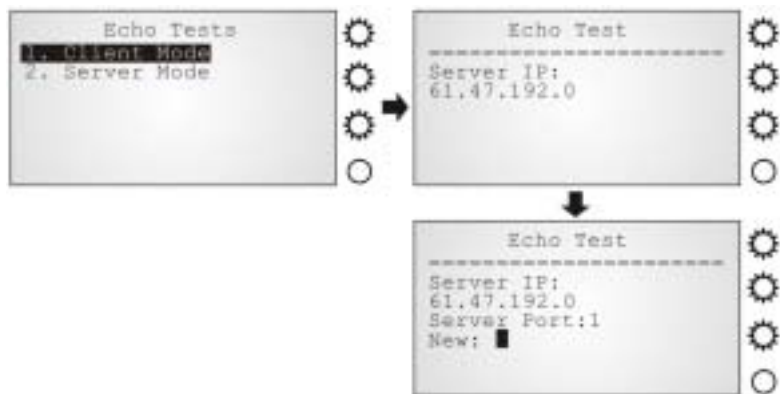 Echo Tests
1. Client Mode
2. Server Mode
Echo Test
Server IP:
61.47.192.0
Echo Test
Server IP:
61.47.192.0
Server Port:1
New: